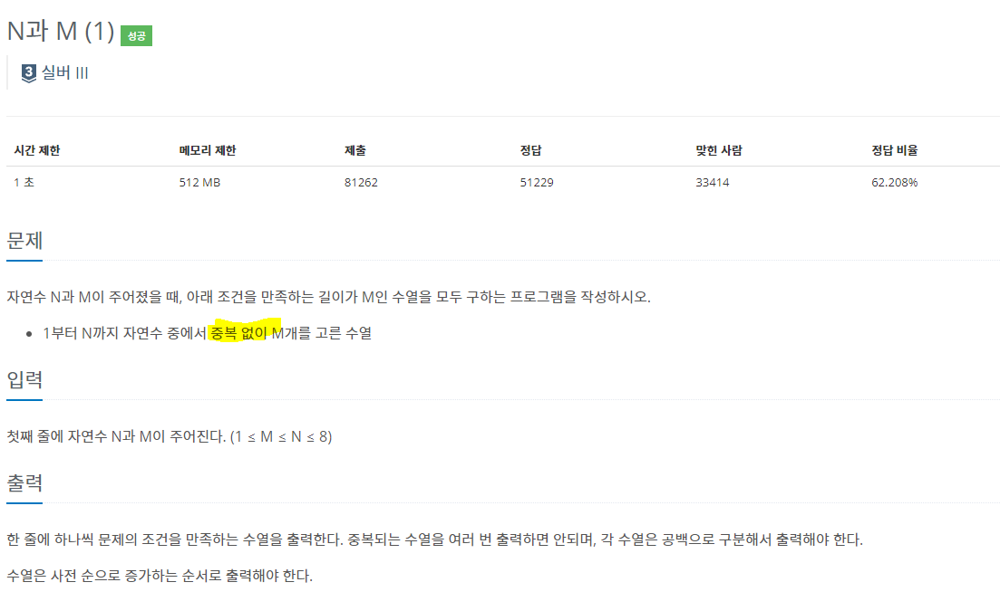 N과 M (1) 성공
3 실버 III
시간 제한 메모리 제한 제출 정답 맞힌 사람 정답 비율
1 초 512 MB 81262 51229 33414 62.208%
문제
자연수 N과 M이 주어졌을 때, 아래 조건을 만족하는 길이가 M인 수열을 모두 구하는 프로그램을 작성하시오.
• 1부터 N까지 자연수 중에서 중복 없이 M개를 고른 수열
입력
첫째 줄에 자연수 N과 M이 주어진다. (1 ≤ M ≤ N ≤ 8)
출력
한 줄에 하나씩 문제의 조건을 만족하는 수열을 출력한다. 중복되는 수열을 여러 번 출력하면 안되며, 각 수열은 공백으로 구분해서 출력해야 한다.
수열은 사전 순으로 증가하는 순서로 출력해야 한다.